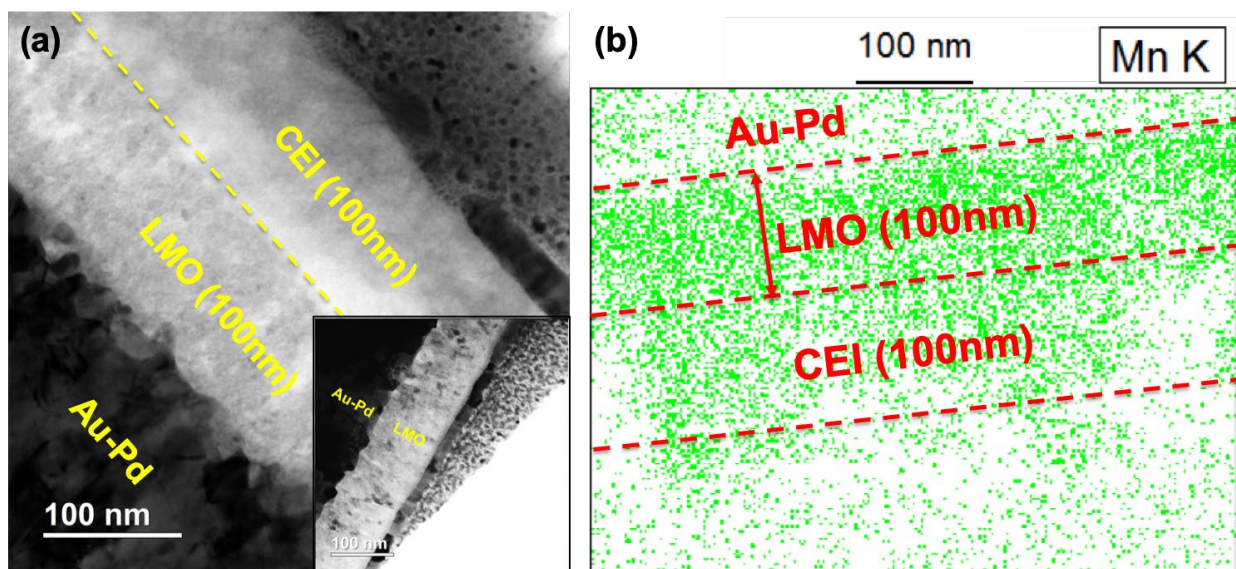 (a)
CEI (100nm)
LMO (100nm)
Au-Pd
100 nm
Au-Pd
LMO
100 nm
(b)
100 nm
Mn K
Au-Pd
LMO (100nm)
CEI (100nm)